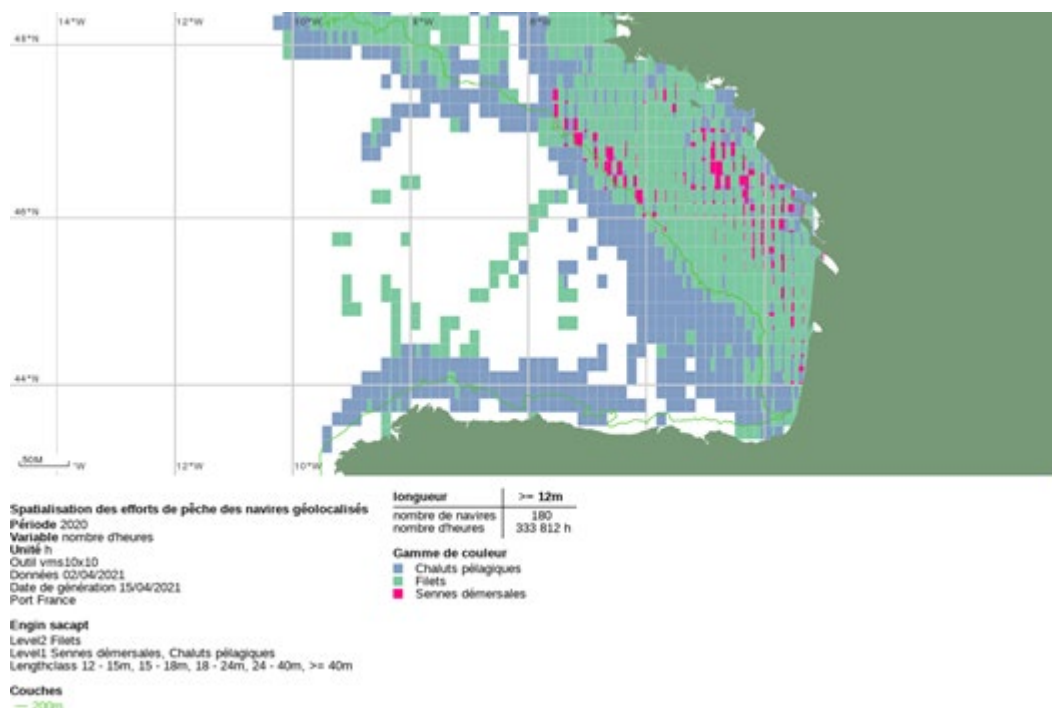 14°W 12°W 10°W 8°W 6°W
48°N
46°N
44°N
50M °W 12°W 10°W
Spatialisation des efforts de pêche des navires géolocalisés
Période 2020
Variable nombre d'heures
Unité h
Outil vms10x10
Données 02/04/2021
Date de génération 15/04/2021
Port France
Engin sacapt
Level2 Filets
Level1 Sennes démersales, Chaluts pélagiques
Lengthclass 12 - 15m, 15 - 18m, 18 - 24m, 24 - 40m, >= 40m
Couches
200m
longueur >= 12m
nombre de navires 180
nombre d'heures 333 812 h
Gamme de couleur
Chaluts pélagiques
Filets
Sennes démersales